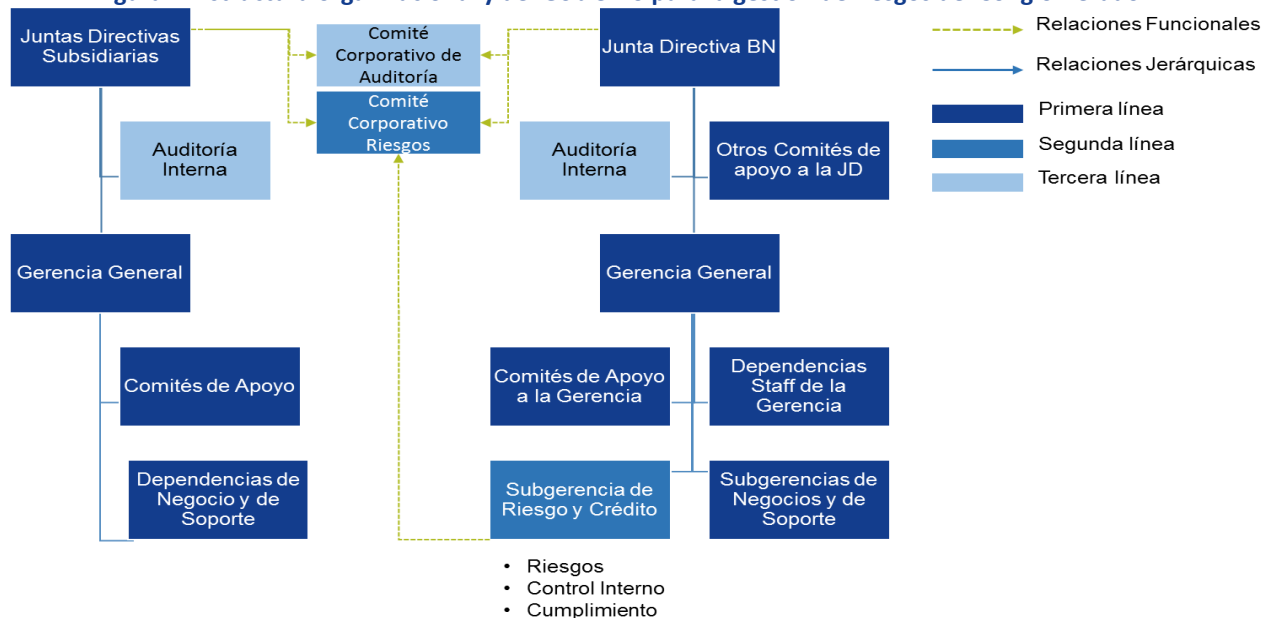 Juntas Directivas
Subsidiarias
Comité
Corporativo de
Auditoría
Comité
Corporativo
Riesgos
Junta Directiva BN
Relaciones Funcionales
Relaciones Jerárquicas
Primera línea
Segunda línea
Tercera línea
Auditoría
Interna
Auditoría
Interna
Otros Comités de
apoyo a la JD
Gerencia General
Gerencia General
Comités de Apoyo
Comités de Apoyo
a la Gerencia
Dependencias
Staff de la
Gerencia
Dependencias de
Negocio y de
Soporte
Subgerencia de
Riesgo y Crédito
Subgerencias de
Negocios y de
Soporte
• Riesgos
• Control Interno
• Cumplimiento